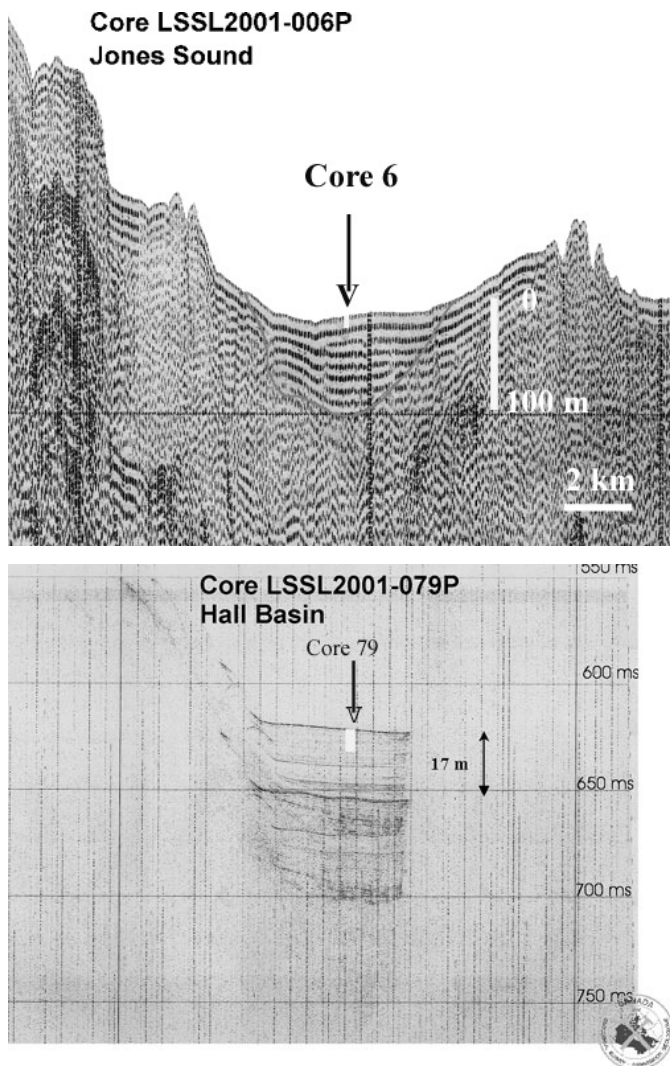 Core LSSL2001-006P
Jones Sound
Core 6
0
100 m
2 km
550 ms
Core LSSL2001-079P
Hall Basin
Core 79
600 ms
17 m
650 ms
700 ms
750 ms